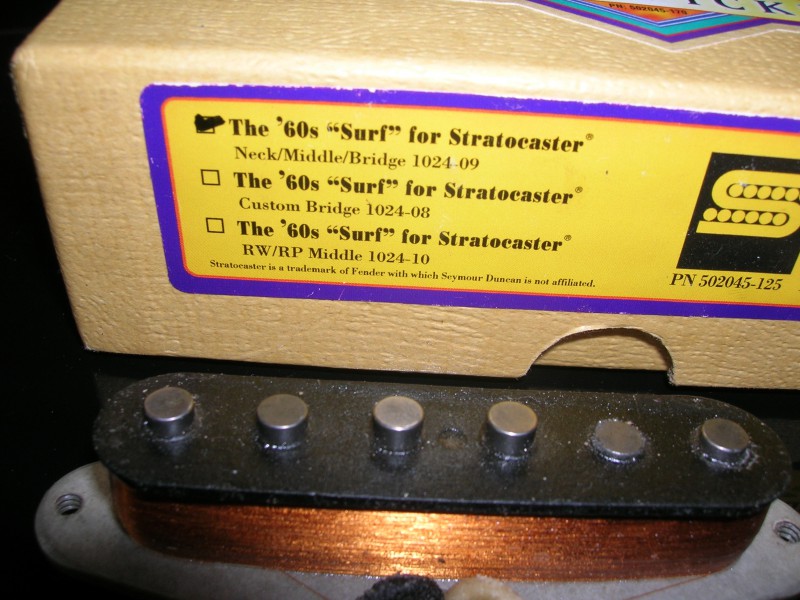 PN: 502045-175
ICK
The '60s “Surf” for Stratocaster®
Neck/Middle/Bridge 1024-09
The '60s “Surf” for Stratocaster®
Custom Bridge 1024-08
The '60s “Surf” for Stratocaster®
RW/RP Middle 1024-10
Stratocaster is a trademark of Fender with which Seymour Duncan is not affiliated.
PN 502045-125